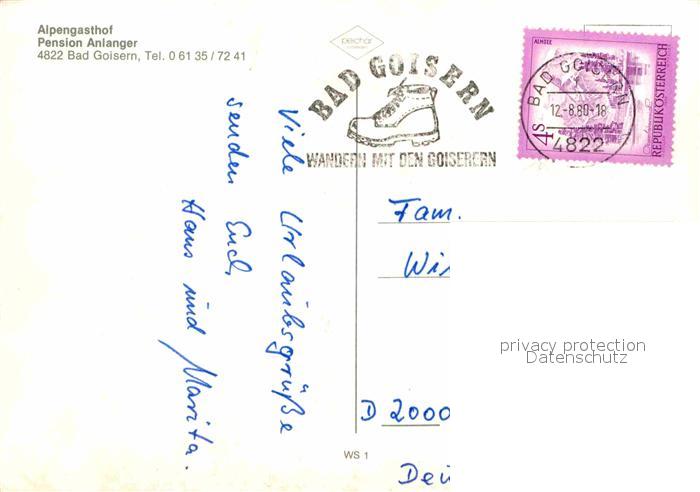 Alpengasthof
Pension Anlanger
4822 Bad Goisern, Tel. 0 61 35 / 72 41
BAD GOISERN
WANDERN MIT DEN GOISERERN
ALMSEE
4S
REPUBLIK ÖSTERREICH
BAD GOISERN
12.-8.80-18
4822
Viele Urlaubsgrüße
senden Euch
Hans und Marita.
Fam.
D 2000
WS 1
privacy protection
Datenschutz